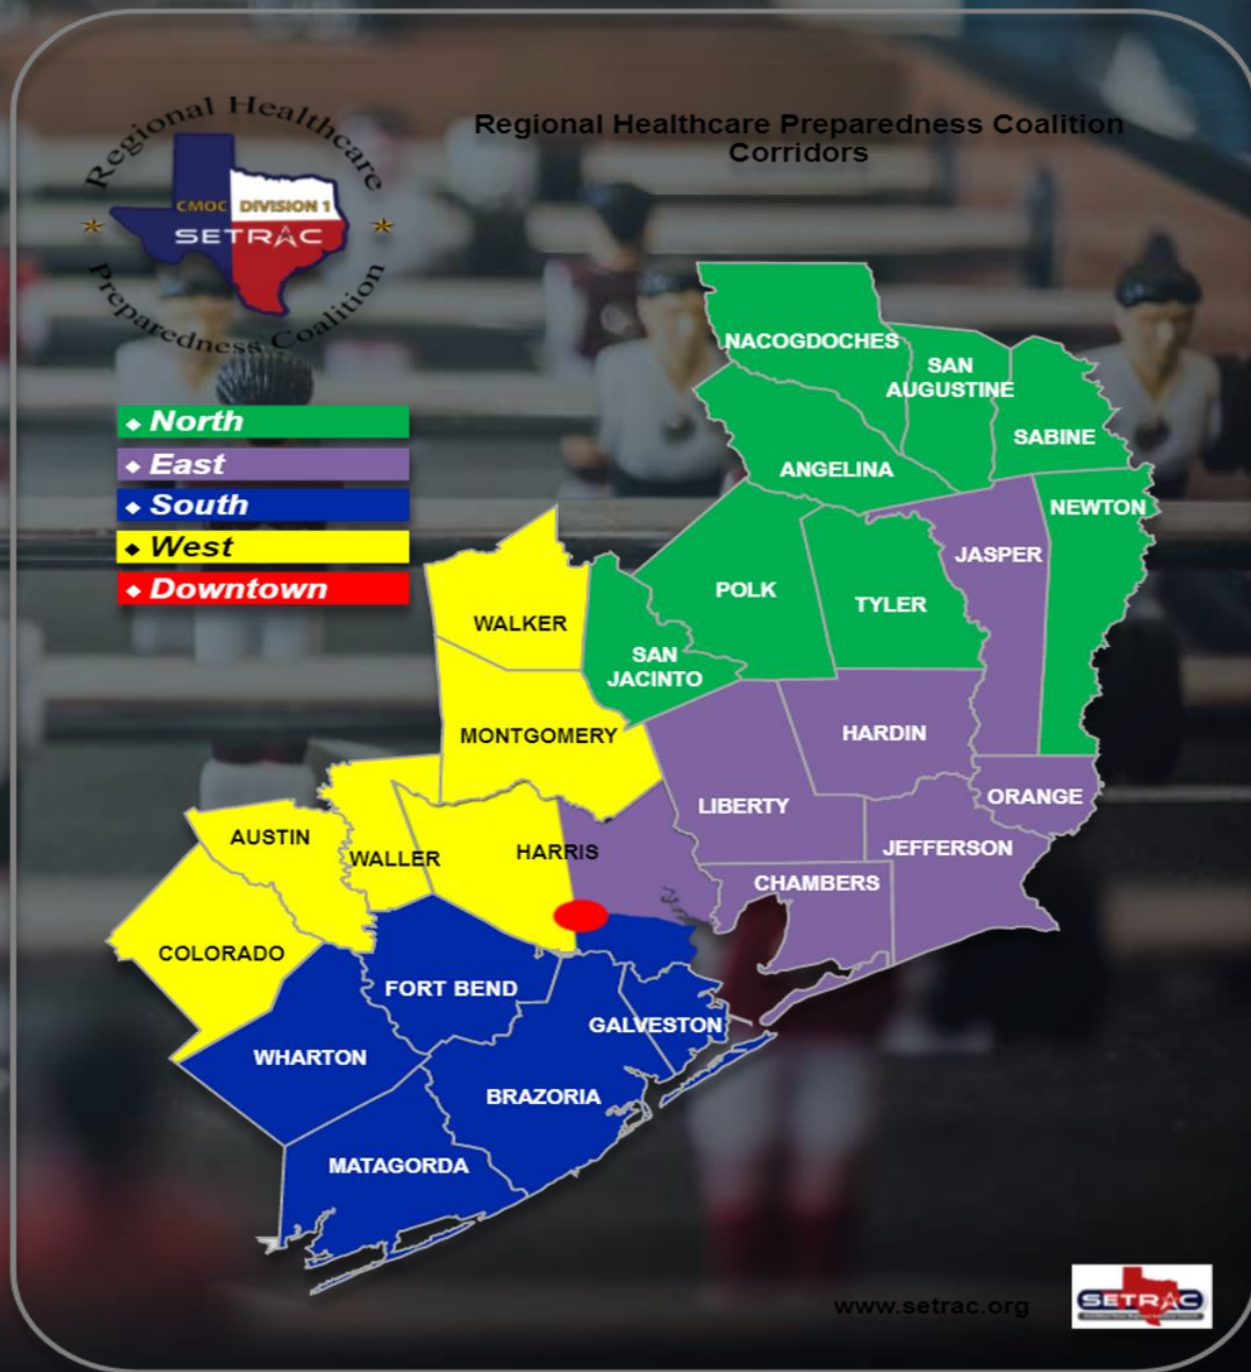 Regional Healthcare
CMOC DIVISION 1
SETRAC
Preparedness Coalition
Regional Healthcare Preparedness Coalition
Corridors
North
East
South
West
Downtown
NACOGDOCHES
SAN
AUGUSTINE
SABINE
ANGELINA
NEWTON
JASPER
POLK
TYLER
WALKER
SAN
JACINTO
MONTGOMERY
HARDIN
LIBERTY
ORANGE
AUSTIN
WALLER
HARRIS
JEFFERSON
CHAMBERS
COLORADO
FORT BEND
GALVESTON
WHARTON
BRAZORIA
MATAGORDA
www.setrac.org
SETRAC